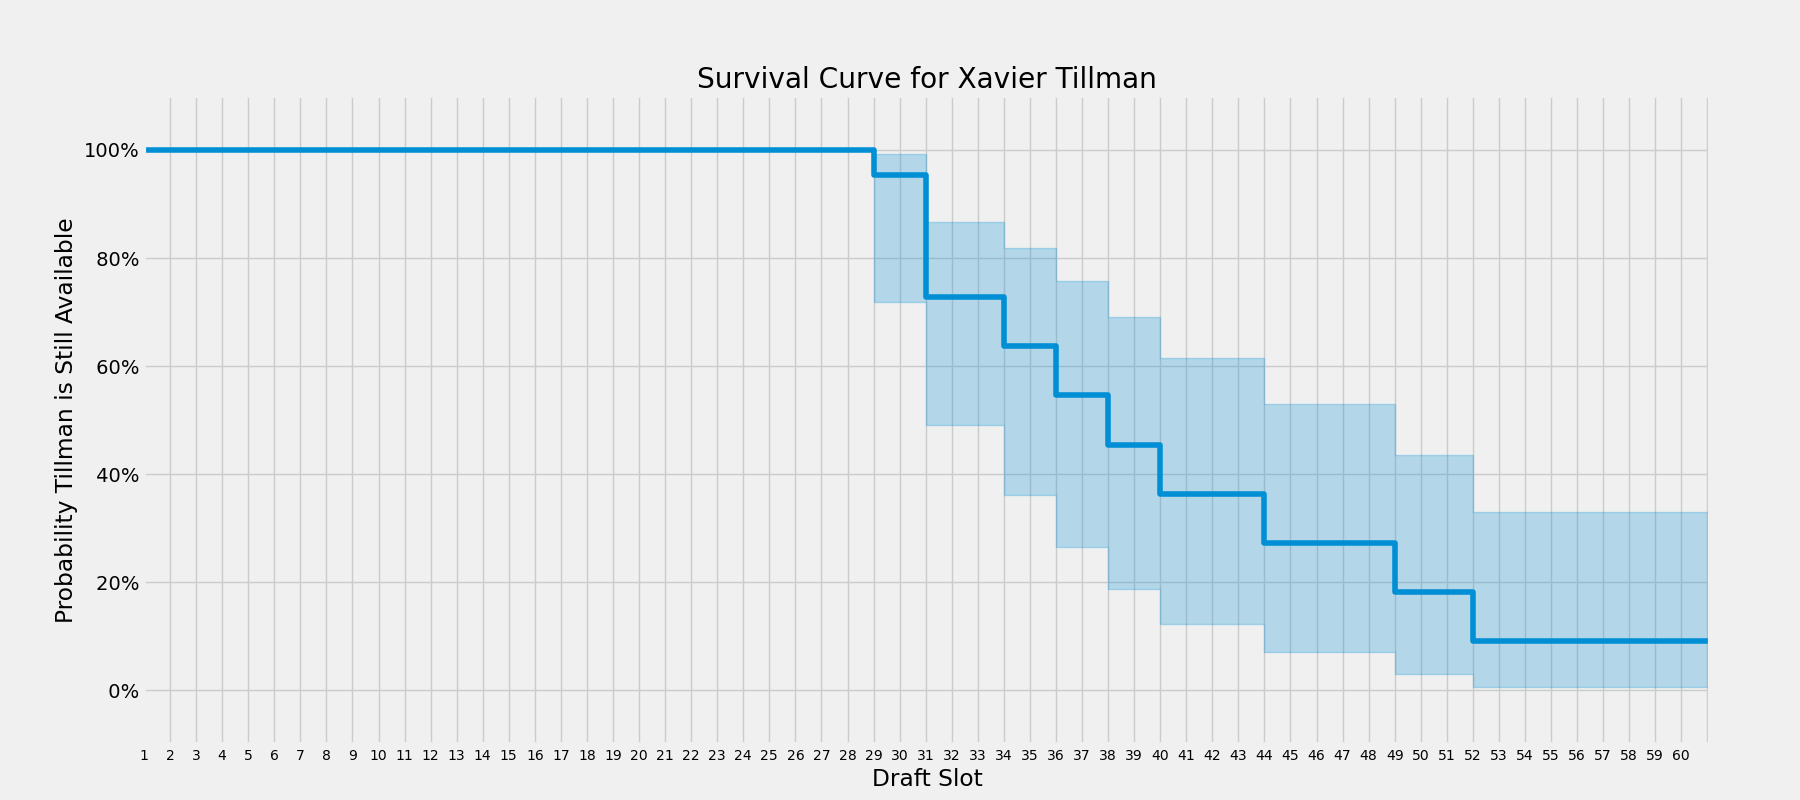 Survival Curve for Xavier Tillman
Probability Tillman is Still Available
100%
80%
60%
40%
20%
0%
1 2 3 4 5 6 7 8 9 10 11 12 13 14 15 16 17 18 19 20 21 22 23 24 25 26 27 28 29 30 31 32 33 34 35 36 37 38 39 40 41 42 43 44 45 46 47 48 49 50 51 52 53 54 55 56 57 58 59 60
Draft Slot